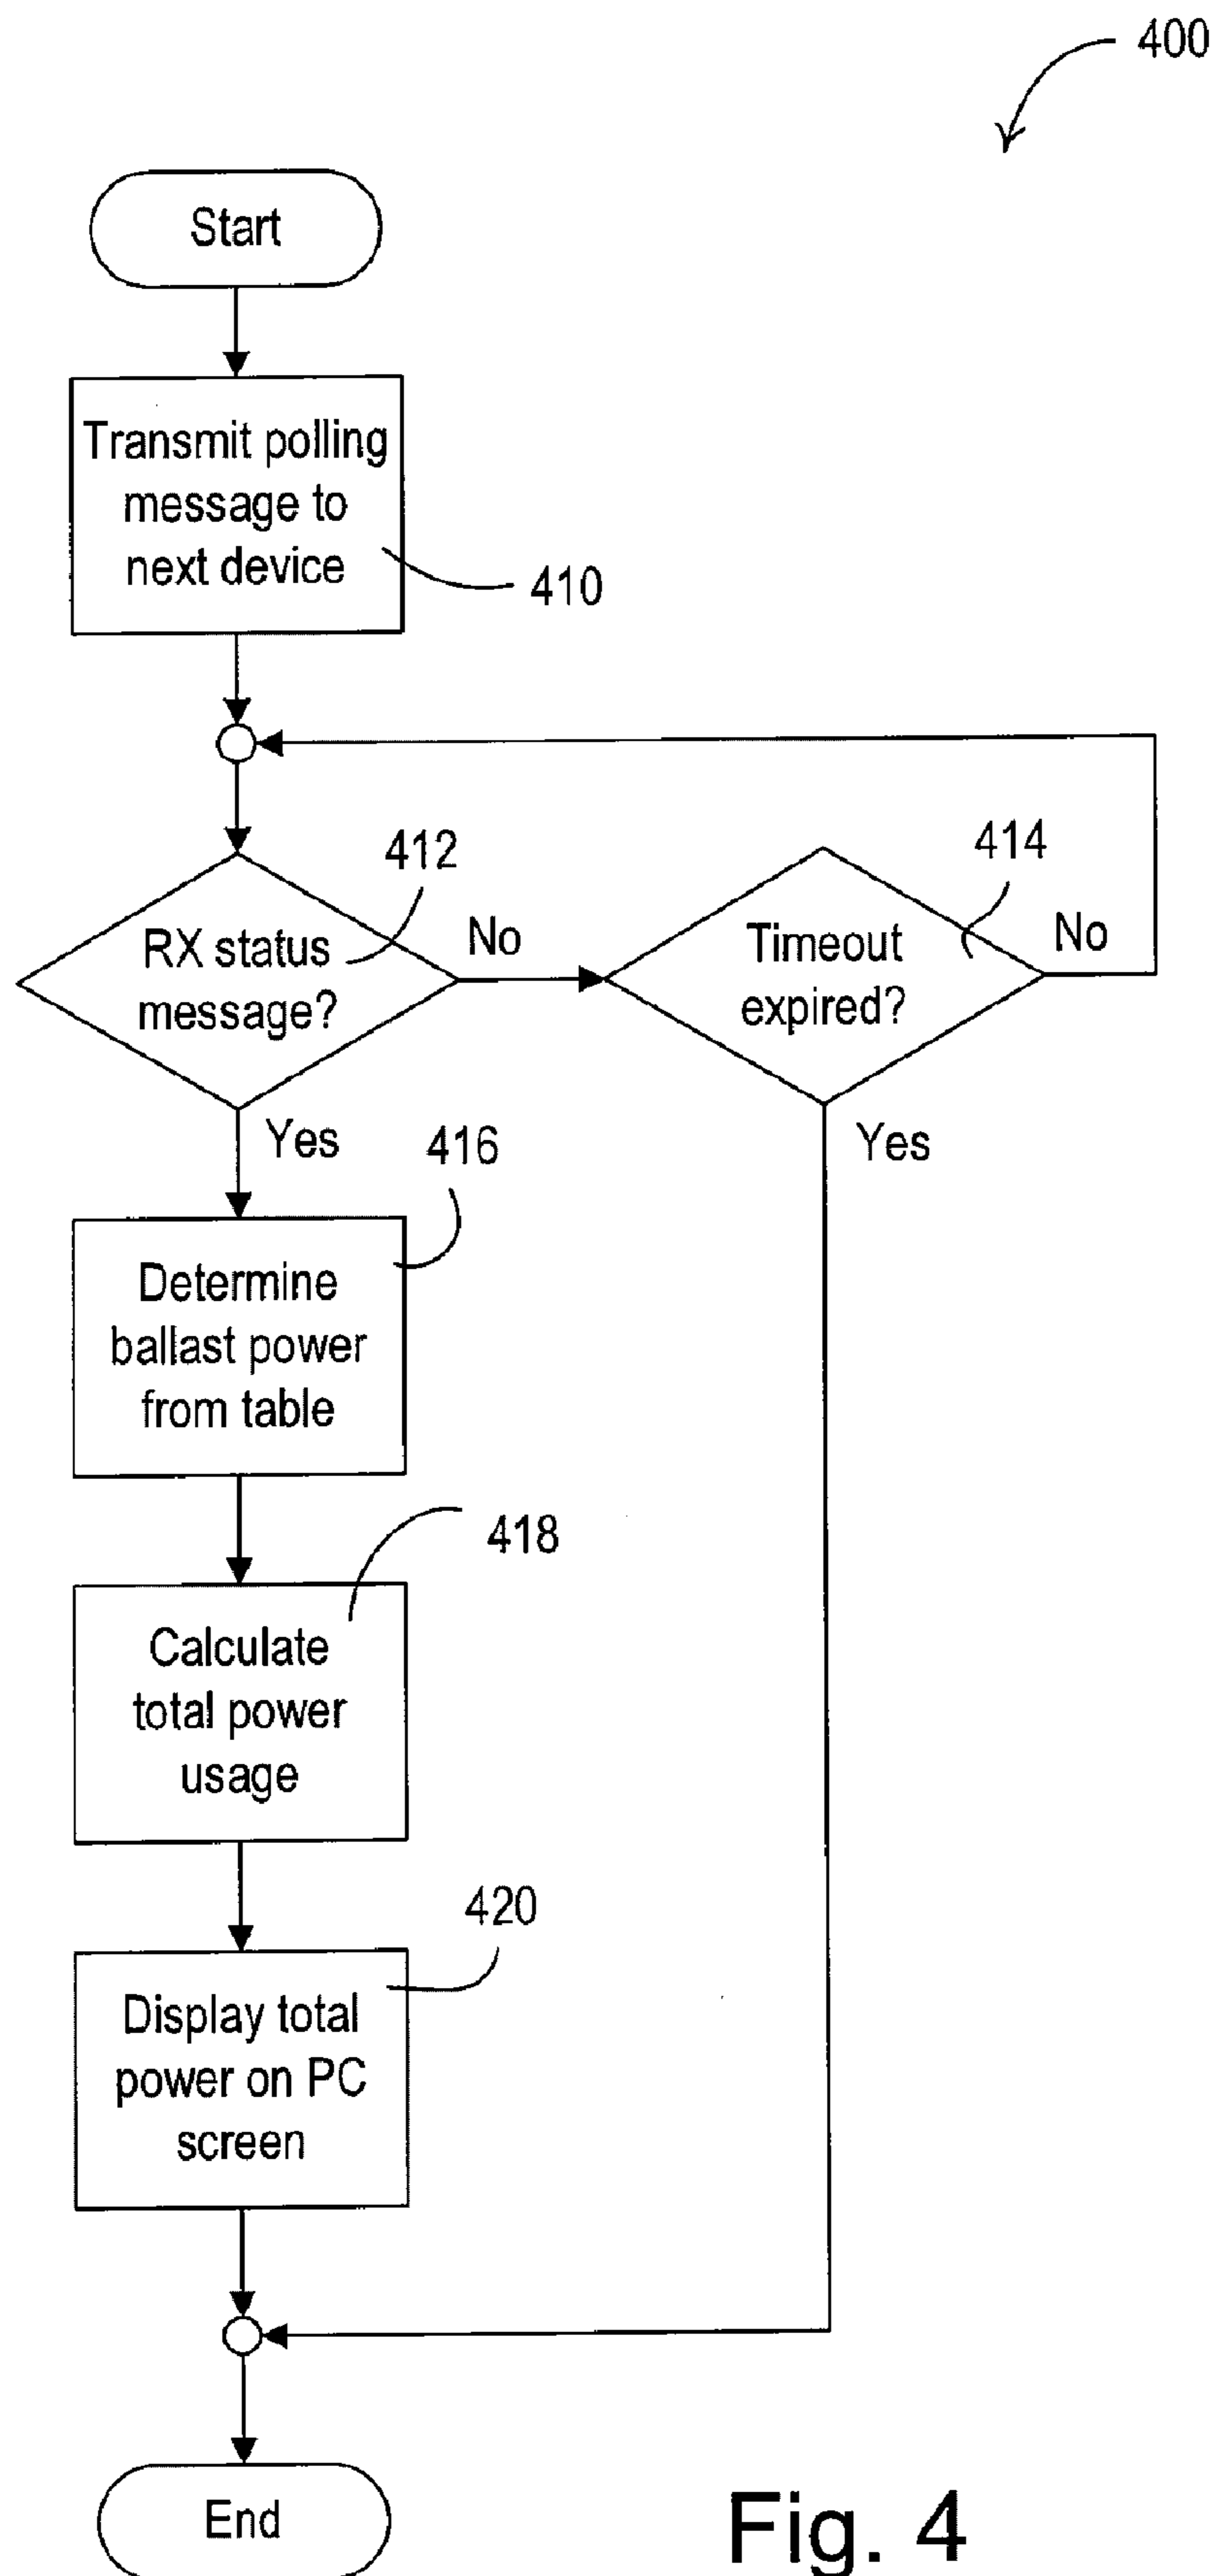 400
Start
Transmit polling
message to
next device
410
412
414
RX status
message?
No
Timeout
expired?
No
Yes
Yes
416
Determine
ballast power
from table
418
Calculate
total power
usage
420
Display total
power on PC
screen
End
Fig. 4